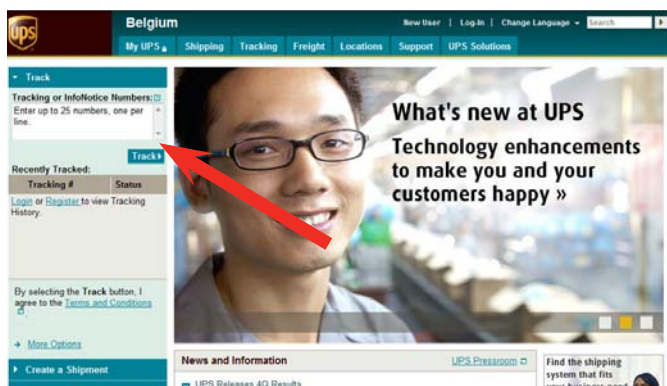 ups
Belgium
New User | Log-In | Change Language
Search
My UPS
Shipping
Tracking
Freight
Locations
Support
UPS Solutions
Track
Tracking or InfoNotice Numbers:
Enter up to 25 numbers, one per
line.
Track
Recently Tracked:
Tracking # Status
Login or Register to view Tracking
History.
By selecting the Track button, I
agree to the Terms and Conditions
.
More Options
Create a Shipment
What's new at UPS
Technology enhancements
to make you and your
customers happy »
News and Information
UPS Pressroom
UPS Releases 4Q Results
Find the shipping
system that fits
your business need